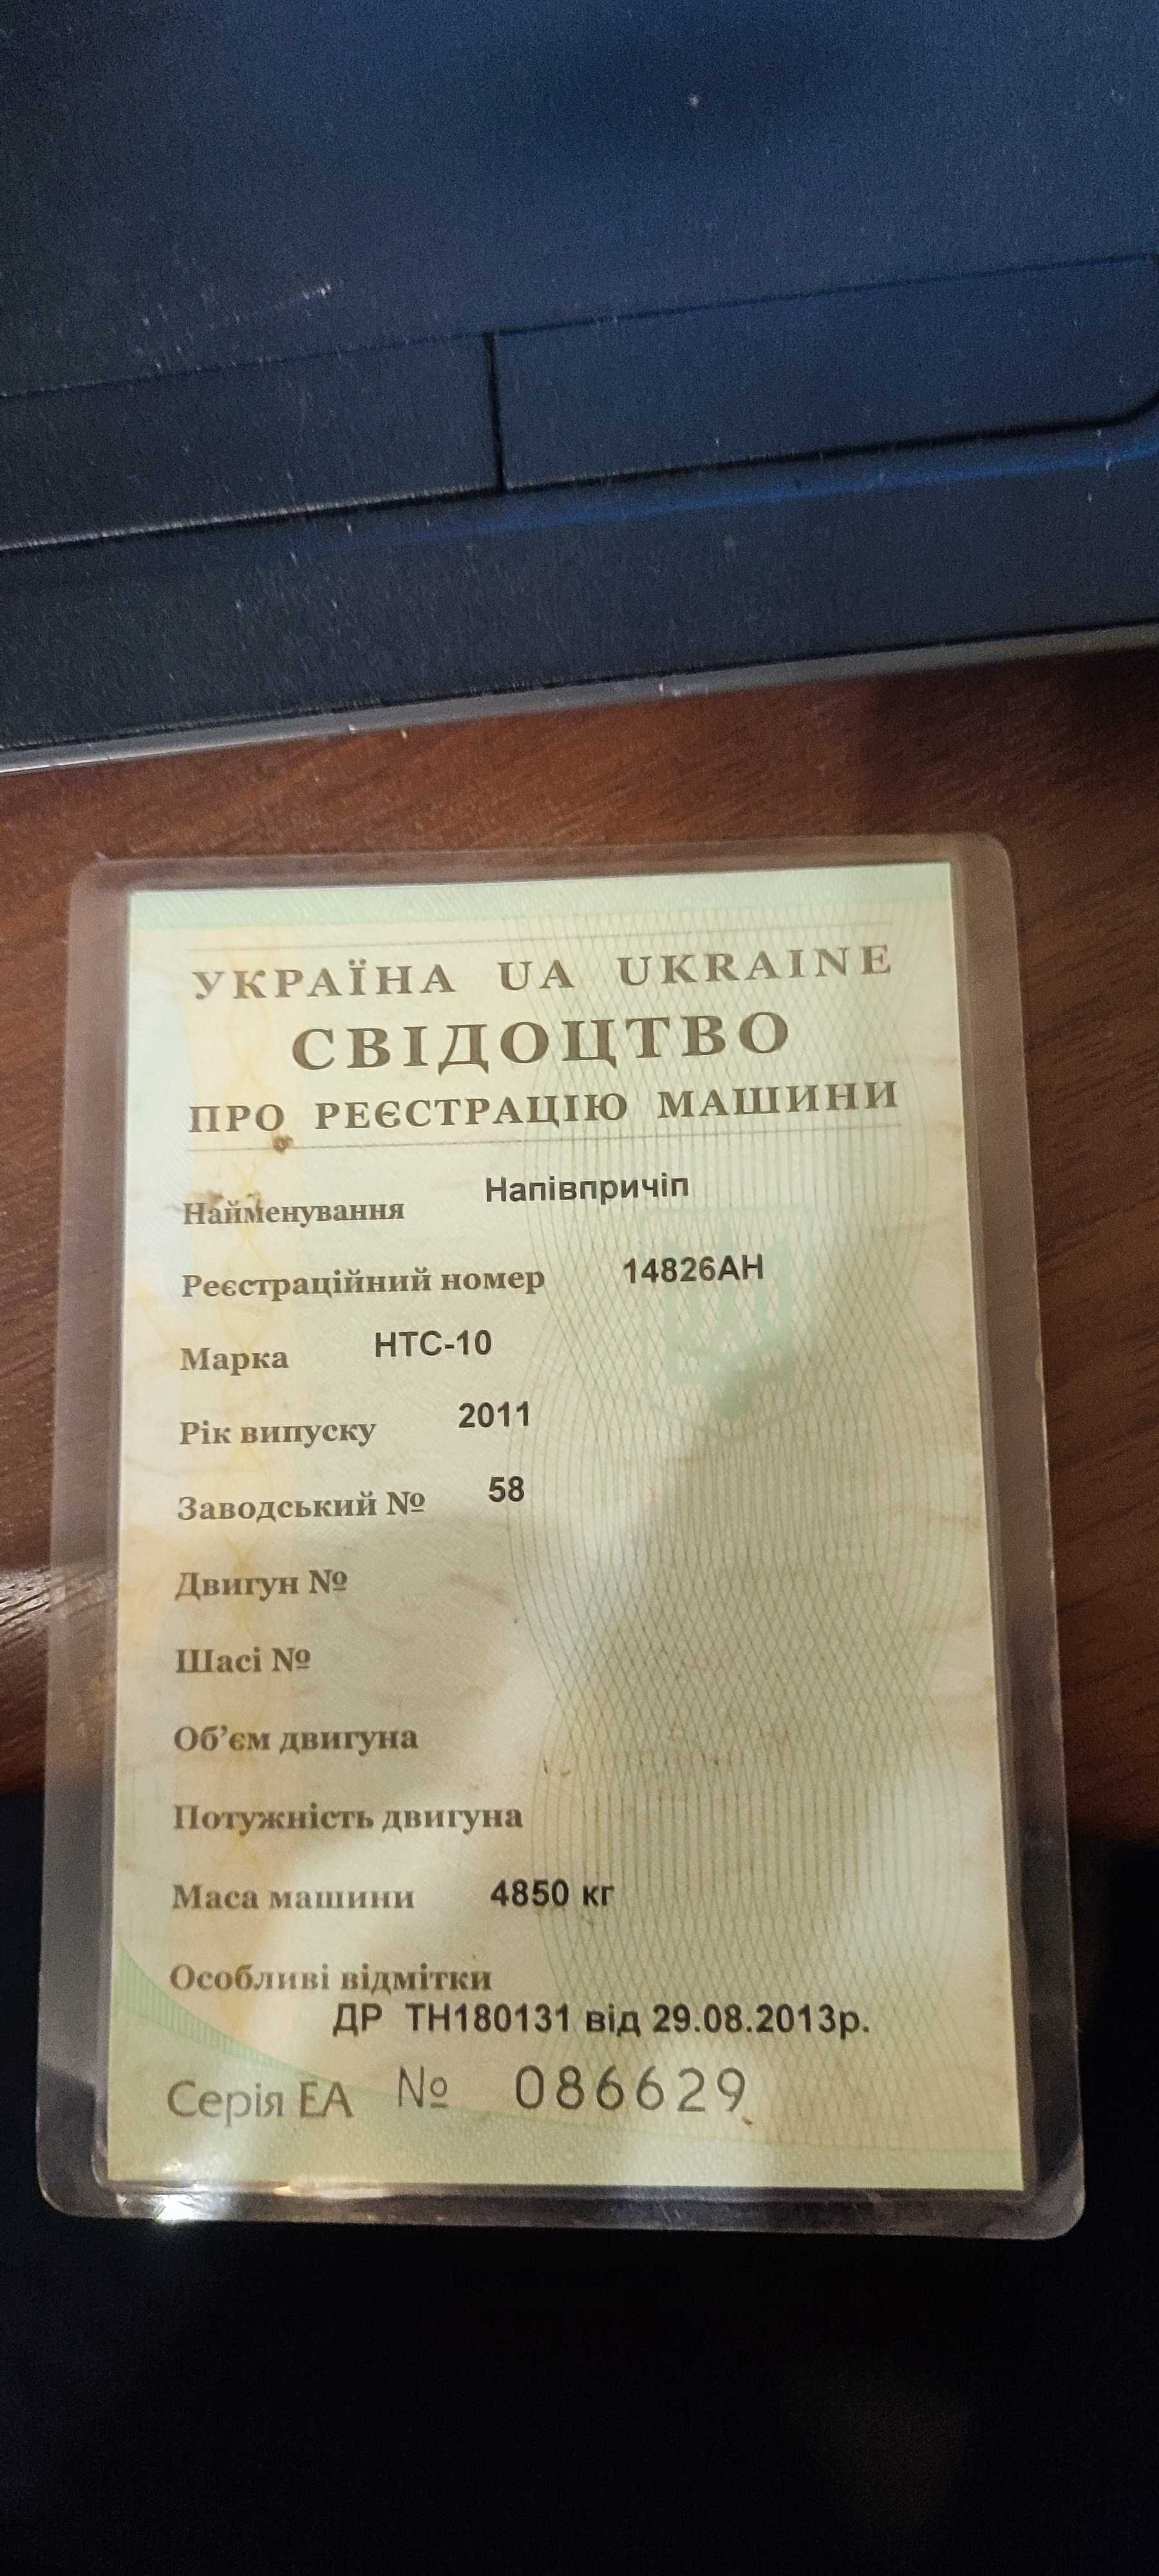 УКРАЇНА UA UKRAINE
СВІДОЦТВО
ПРО РЕЄСТРАЦІЮ МАШИНИ
Найменування Напівпричіп
Реєстраційний номер 14826АН
Марка НТС-10
Рік випуску 2011
Заводський № 58
Двигун №
Шасі №
Об’єм двигуна
Потужність двигуна
Маса машини 4850 кг
Особливі відмітки
ДР ТН180131 від 29.08.2013р.
Серія ЕА № 086629